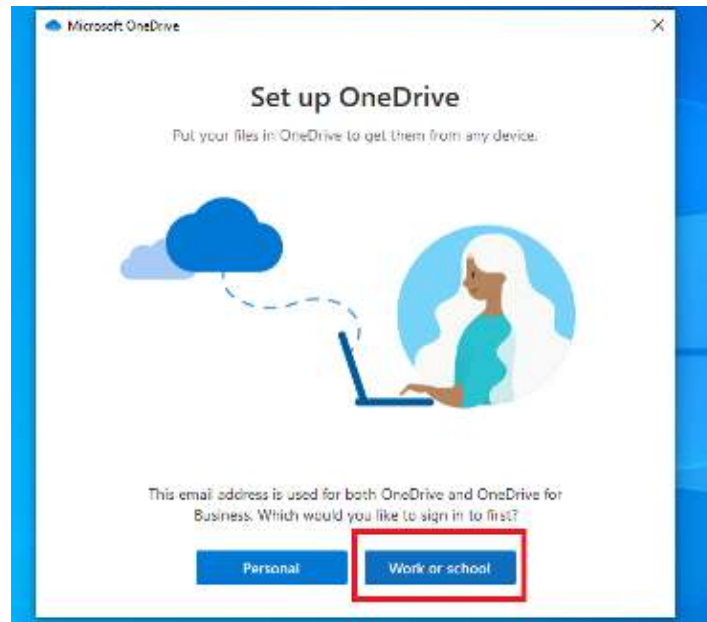 Microsoft OneDrive
Set up OneDrive
Put your files in OneDrive to get them from any device.
This email address is used for both OneDrive and OneDrive for
Business. Which would you like to sign in to first?
Personal
Work or school